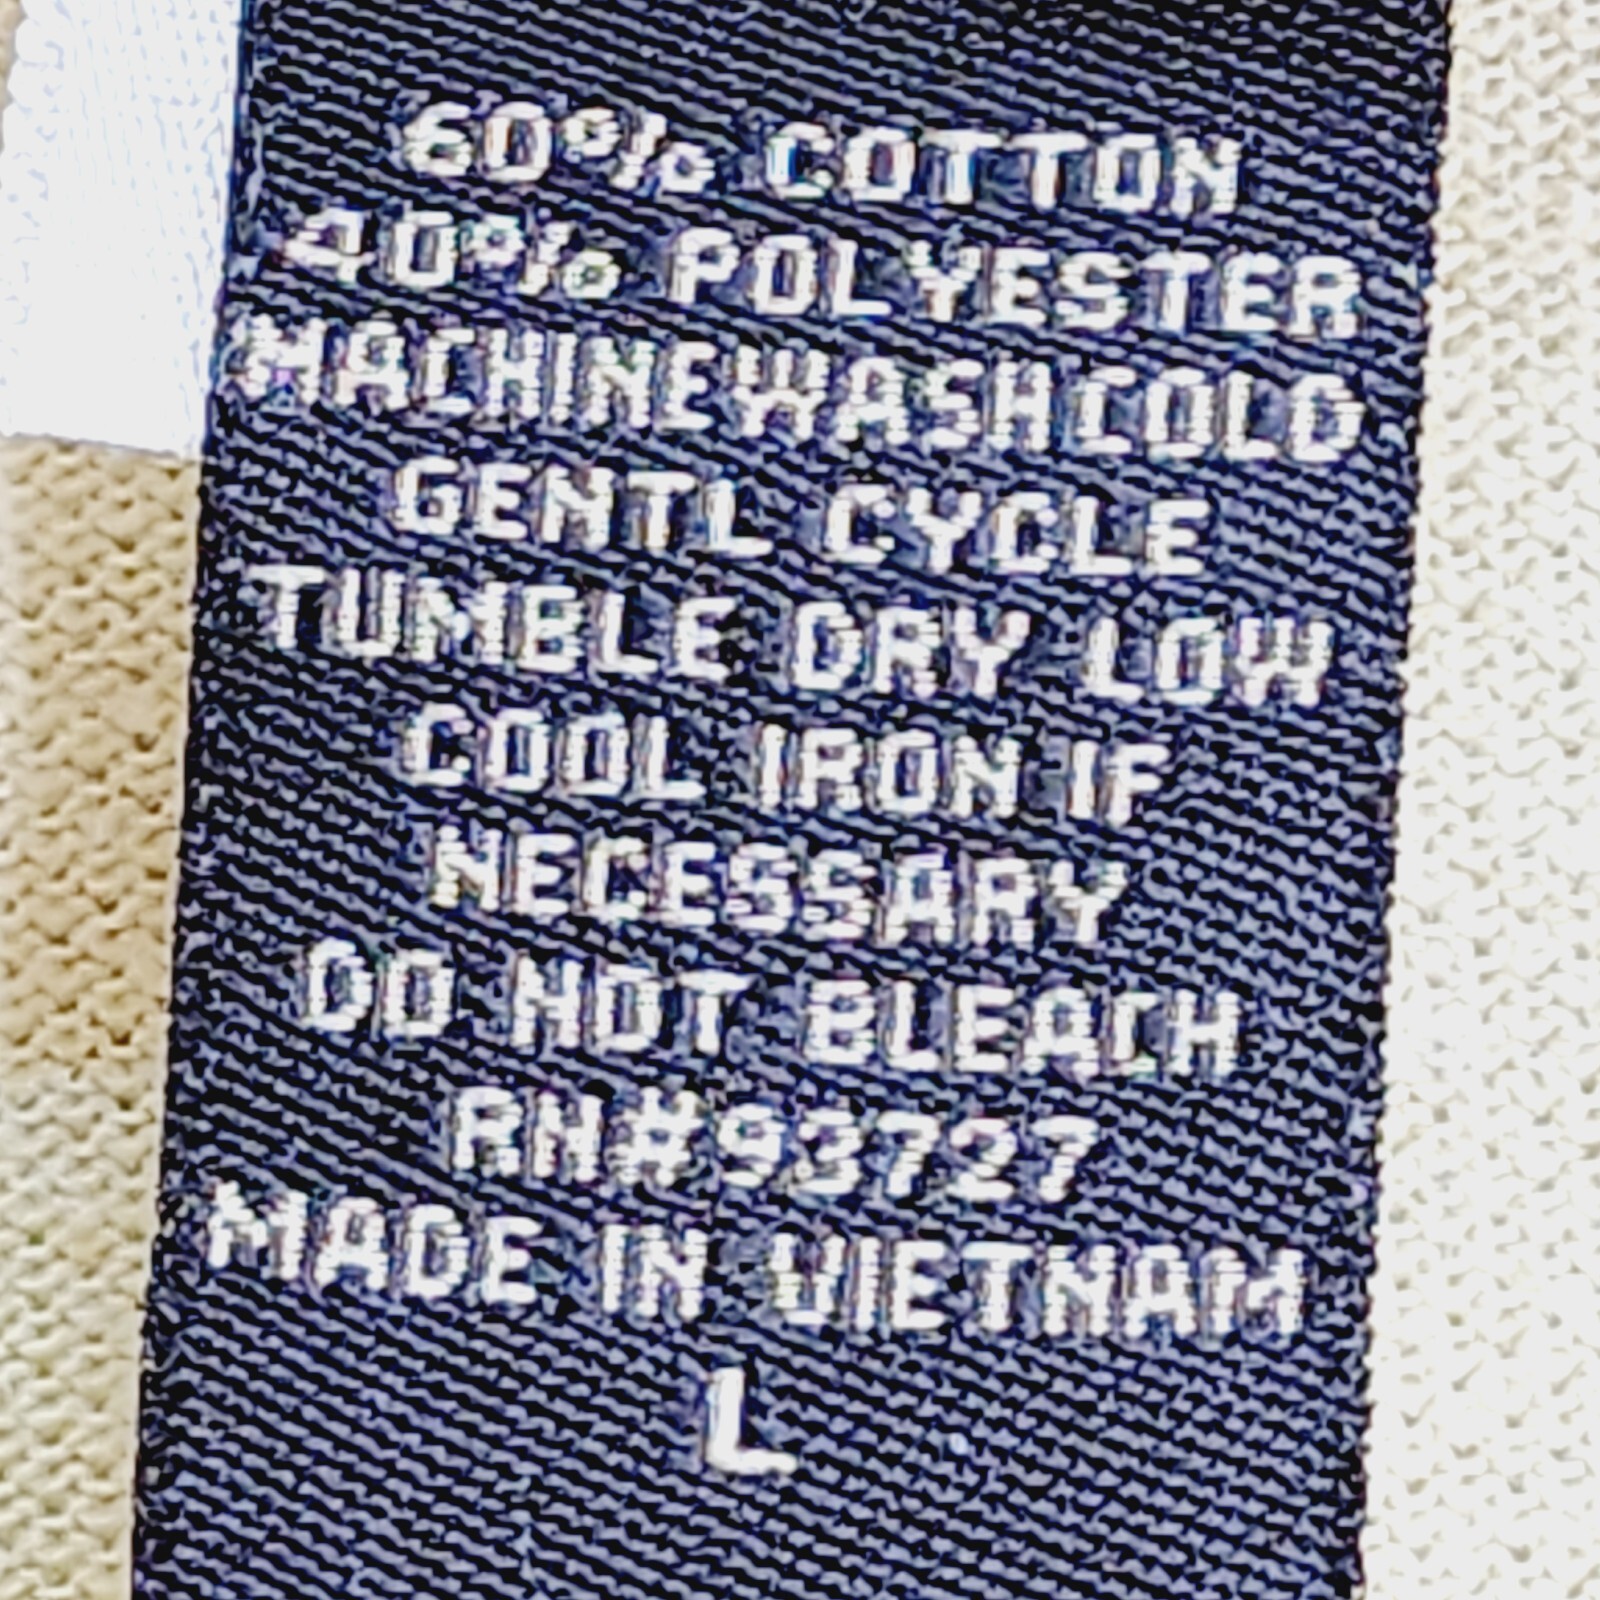 60% COTTON
40% POLYESTER
MACHINEWASHCOLD
GENTL CYCLE
TUMBLE DRY LOW
COOL IRON IF
NECESSARY
DO NOT BLEACH
RN#93727
MADE IN VIETNAM
L